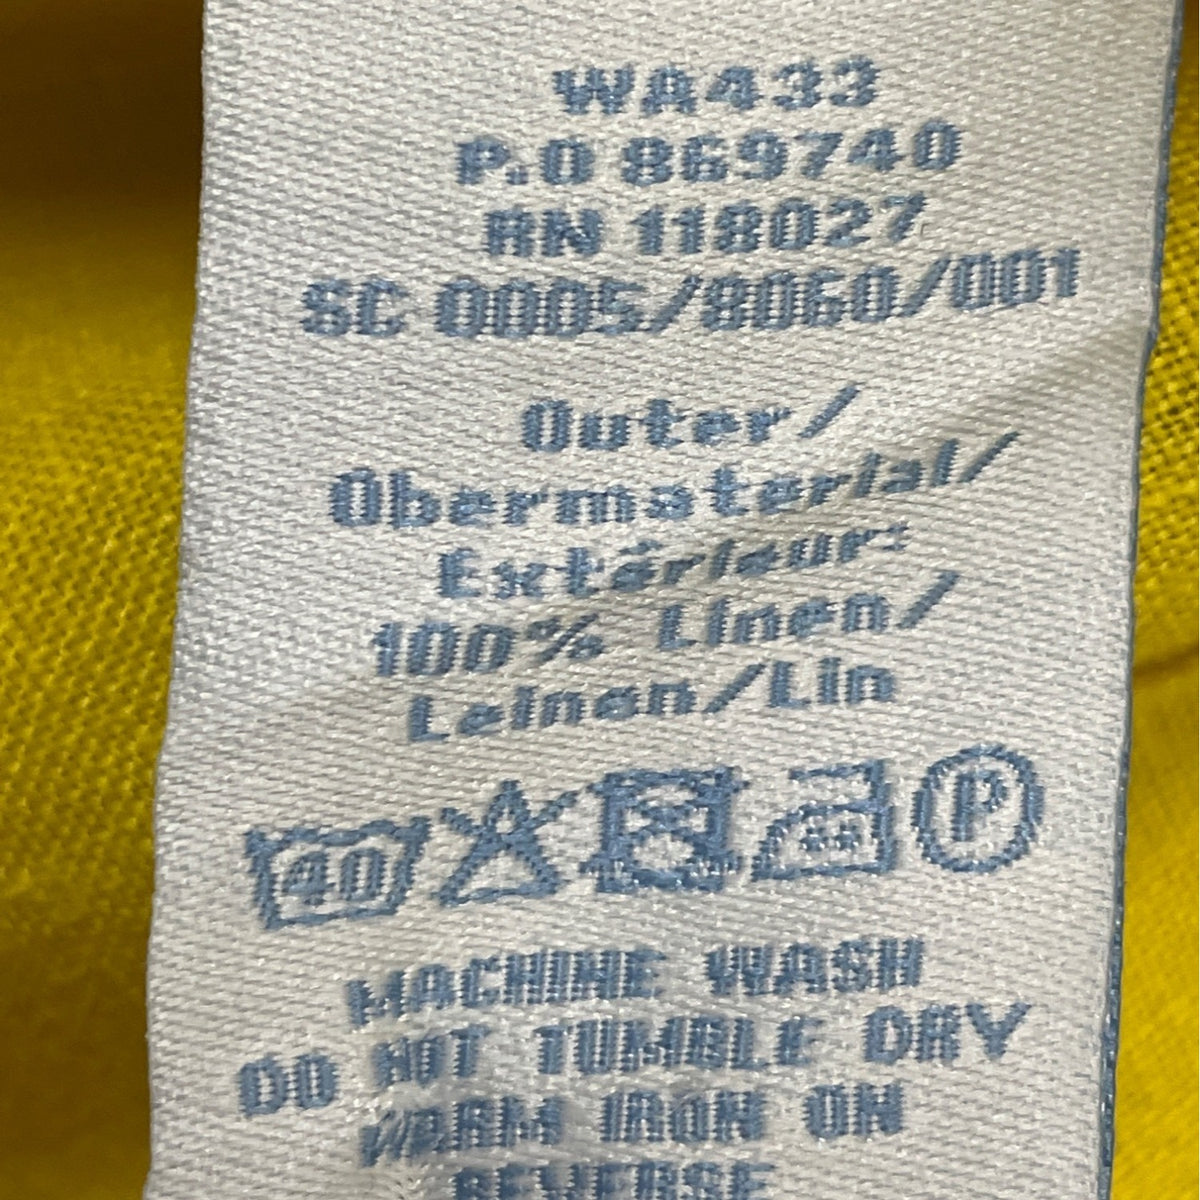 WA433
P.O 869740
RN 118027
SC 0005/8060/001
Outer/
Obermaterial/
Extérieur:
100% Linen/
Leinen/Lin
40 P
MACHINE WASH
DO NOT TUMBLE DRY
WARM IRON ON
REVERSE